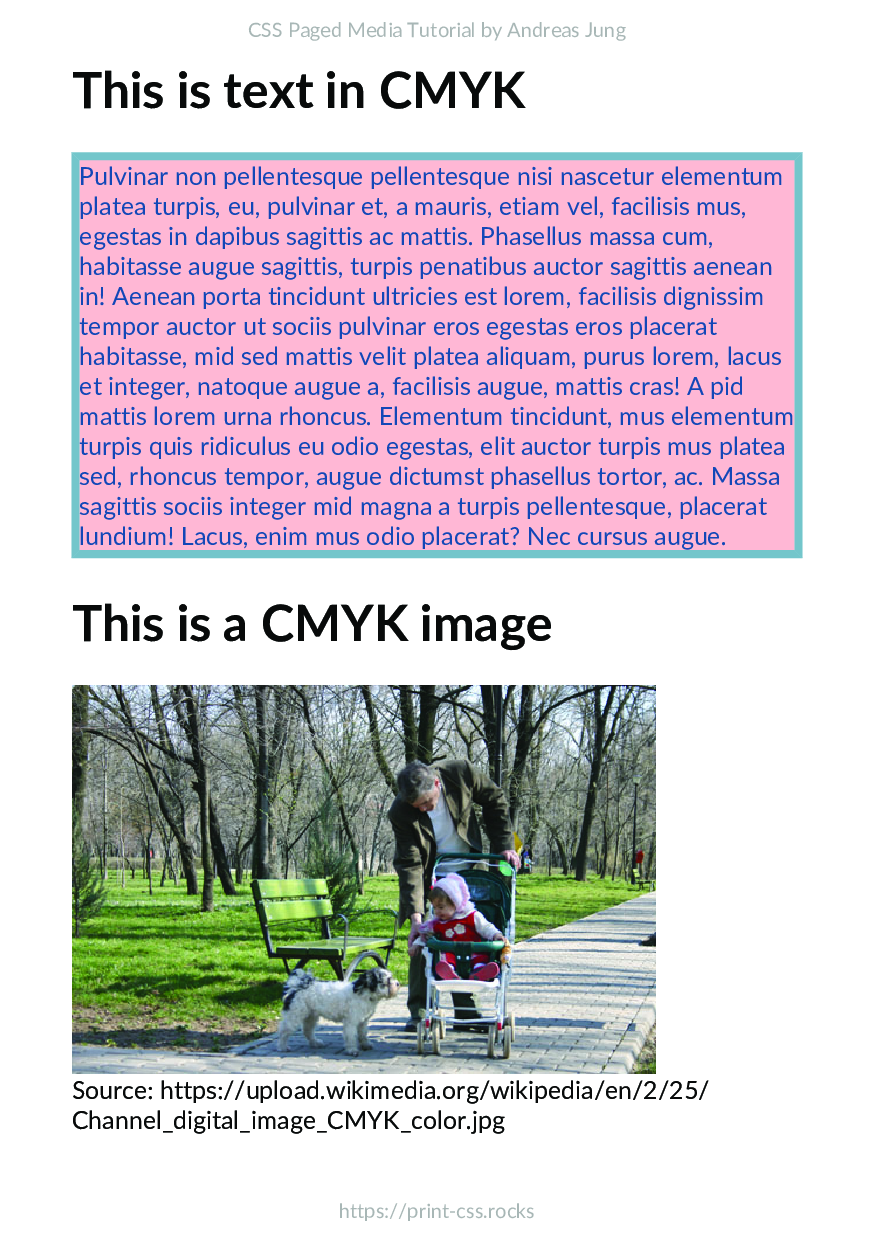 CSS Paged Media Tutorial by Andreas Jung
This is text in CMYK
Pulvinar non pellentesque pellentesque nisi nascetur elementum
platea turpis, eu, pulvinar et, a mauris, etiam vel, facilisis mus,
egestas in dapibus sagittis ac mattis. Phasellus massa cum,
habitasse augue sagittis, turpis penatibus auctor sagittis aenean
in! Aenean porta tincidunt ultricies est lorem, facilisis dignissim
tempor auctor ut sociis pulvinar eros egestas eros placerat
habitasse, mid sed mattis velit platea aliquam, purus lorem, lacus
et integer, natoque augue a, facilisis augue, mattis cras! A pid
mattis lorem urna rhoncus. Elementum tincidunt, mus elementum
turpis quis ridiculus eu odio egestas, elit auctor turpis mus platea
sed, rhoncus tempor, augue dictumst phasellus tortor, ac. Massa
sagittis sociis integer mid magna a turpis pellentesque, placerat
lundium! Lacus, enim mus odio placerat? Nec cursus augue.
This is a CMYK image
Source: https://upload.wikimedia.org/wikipedia/en/2/25/
Channel_digital_image_CMYK_color.jpg
https://print-css.rocks